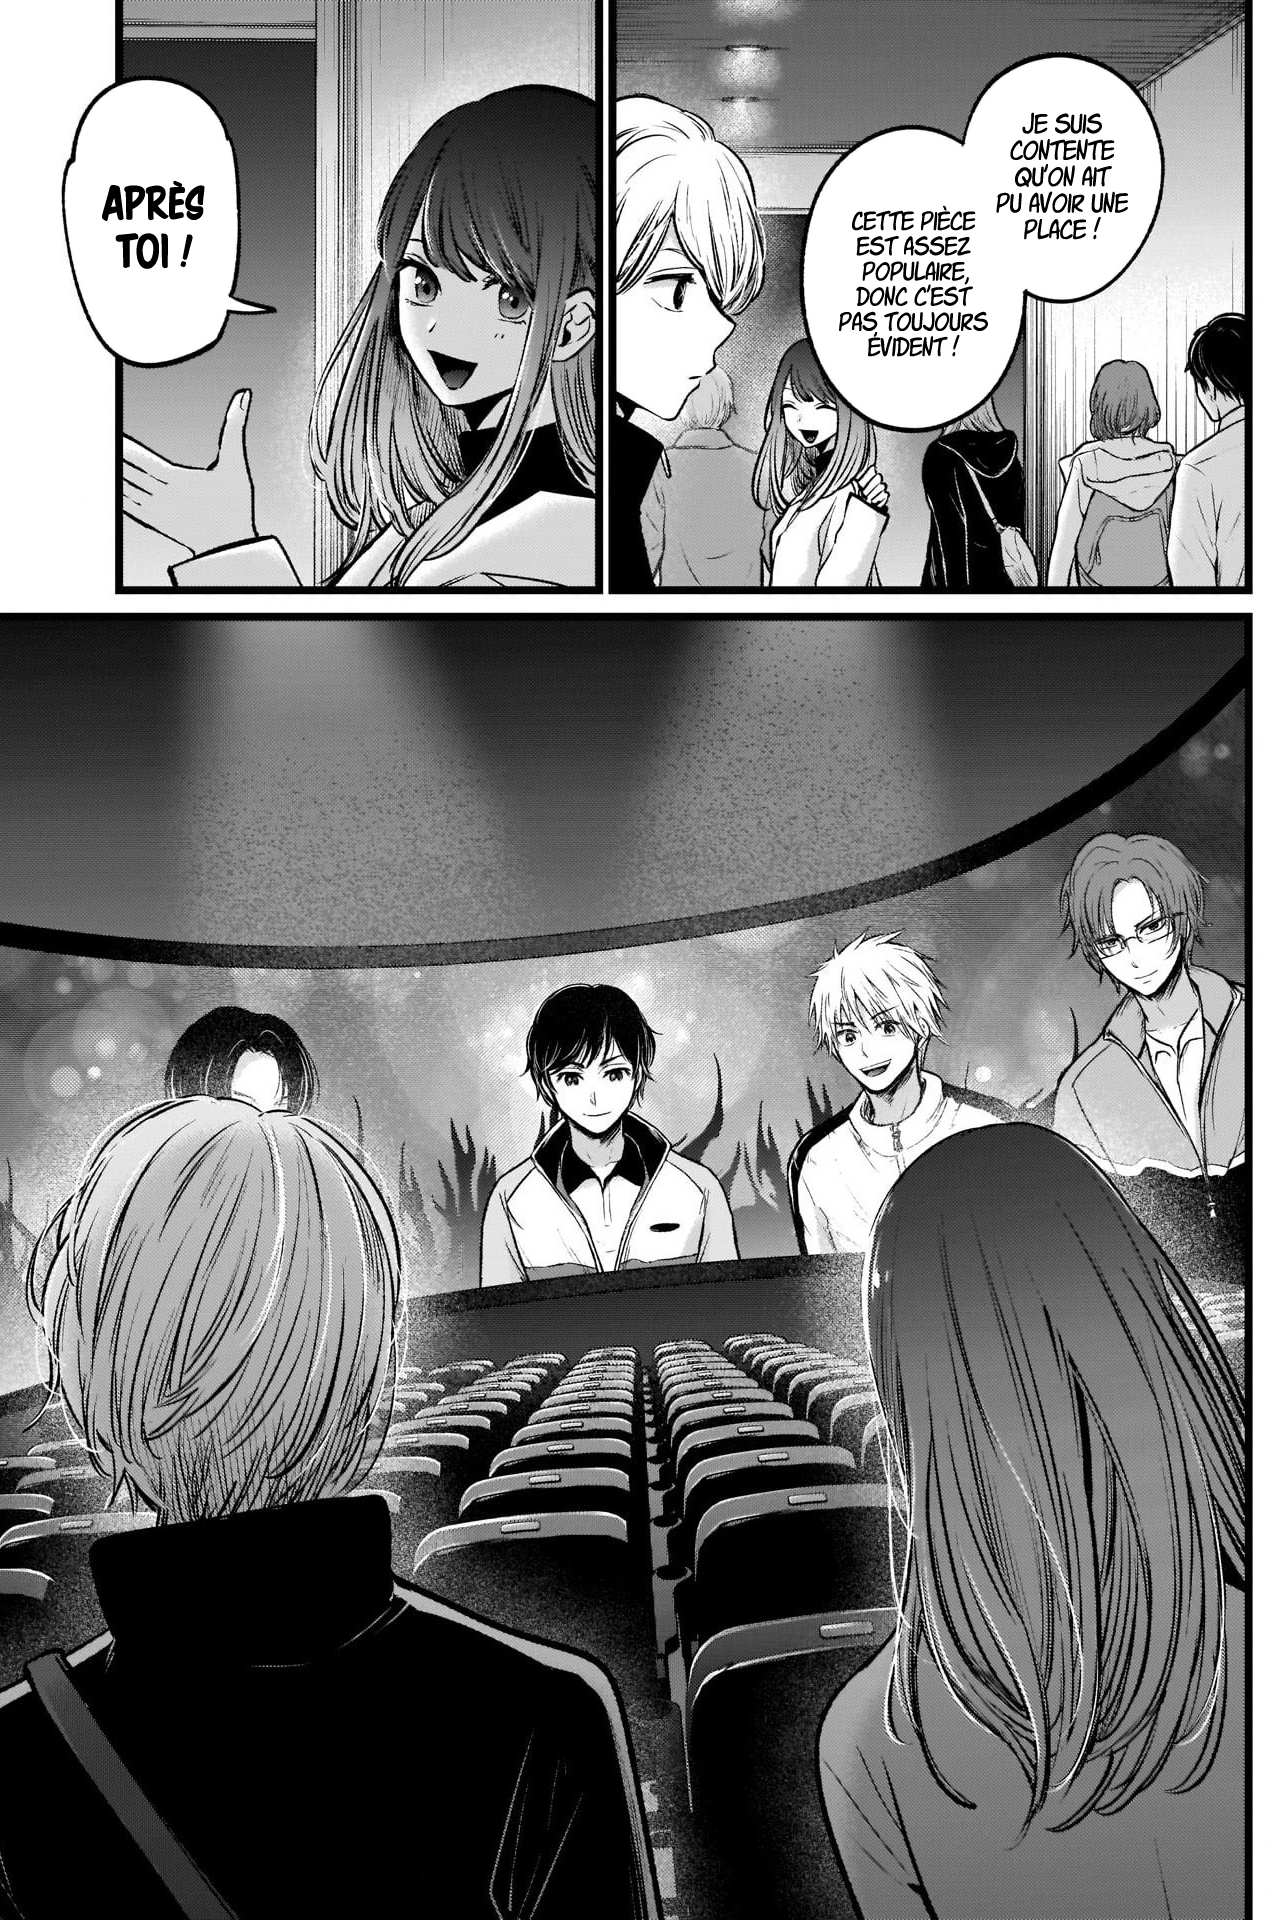 JE SUIS
CONTENTE
QU'ON AIT
PU AVOIR UNE
PLACE !
CETTE PIÈCE
EST ASSEZ
POPULAIRE,
DONC C'EST
PAS TOUJOURS
ÉVIDENT !
APRÈS
TOI !